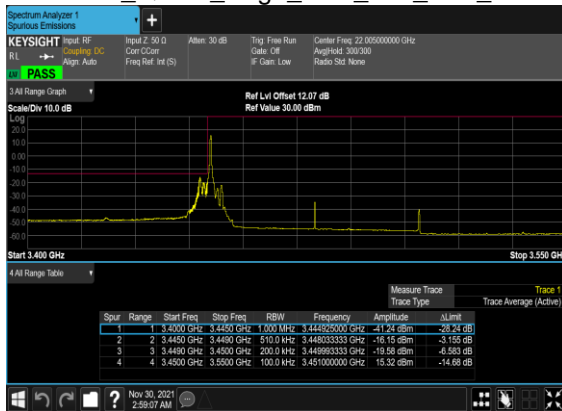 Spectrum Analyzer 1
Spurious Emissions
+
KEYSIGHT
Input: RF
Input Z: 50 Ω
Atten: 30 dB
Trig: Free Run
Center Freq: 22.005000000 GHz
RL
Coupling: DC
Corr CCorr
Gate: Off
Avg|Hold: 300/300
Align: Auto
Freq Ref: Int (S)
IF Gain: Low
Radio Std: None
PASS
3 All Range Graph
Ref Lvl Offset 12.07 dB
Scale/Div 10.0 dB
Ref Value 30.00 dBm
Log
20.0
10.0
0.00
-10.0
-20.0
-30.0
-40.0
-50.0
-60.0
Start 3.400 GHz
Stop 3.550 GH
4 All Range Table
Measure Trace
Trace 1
Trace Type
Trace Average (Active)
Spur Range Start Freq Stop Freq RBW Frequency Amplitude ΔLimit
1 1 3.4000 GHz 3.4450 GHz 1.000 MHz 3.444925000 GHz -41.24 dBm -28.24 dB
2 2 3.4450 GHz 3.4490 GHz 510.0 kHz 3.448033333 GHz -16.15 dBm -3.155 dB
3 3 3.4490 GHz 3.4500 GHz 200.0 kHz 3.449993333 GHz -19.58 dBm -6.583 dB
4 4 3.4500 GHz 3.5500 GHz 100.0 kHz 3.451000000 GHz 15.32 dBm -14.68 dB
?
Nov 30, 2021
2:59:07 AM